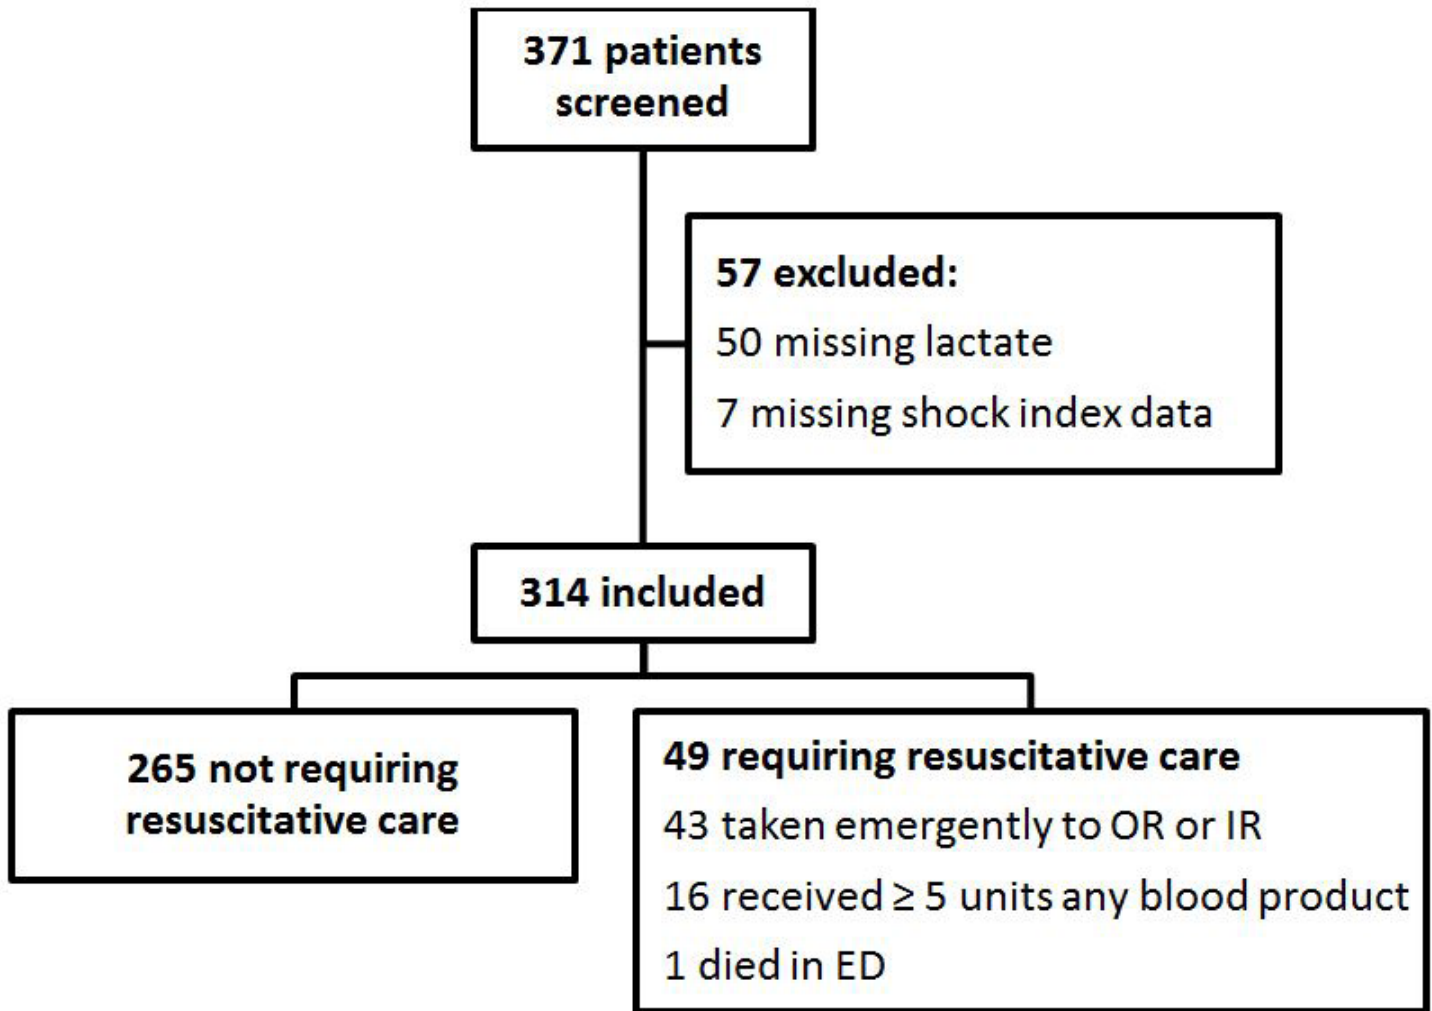 371 patients
screened
57 excluded:
50 missing lactate
7 missing shock index data
314 included
265 not requiring
resuscitative care
49 requiring resuscitative care
43 taken emergently to OR or IR
16 received ≥ 5 units any blood product
1 died in ED